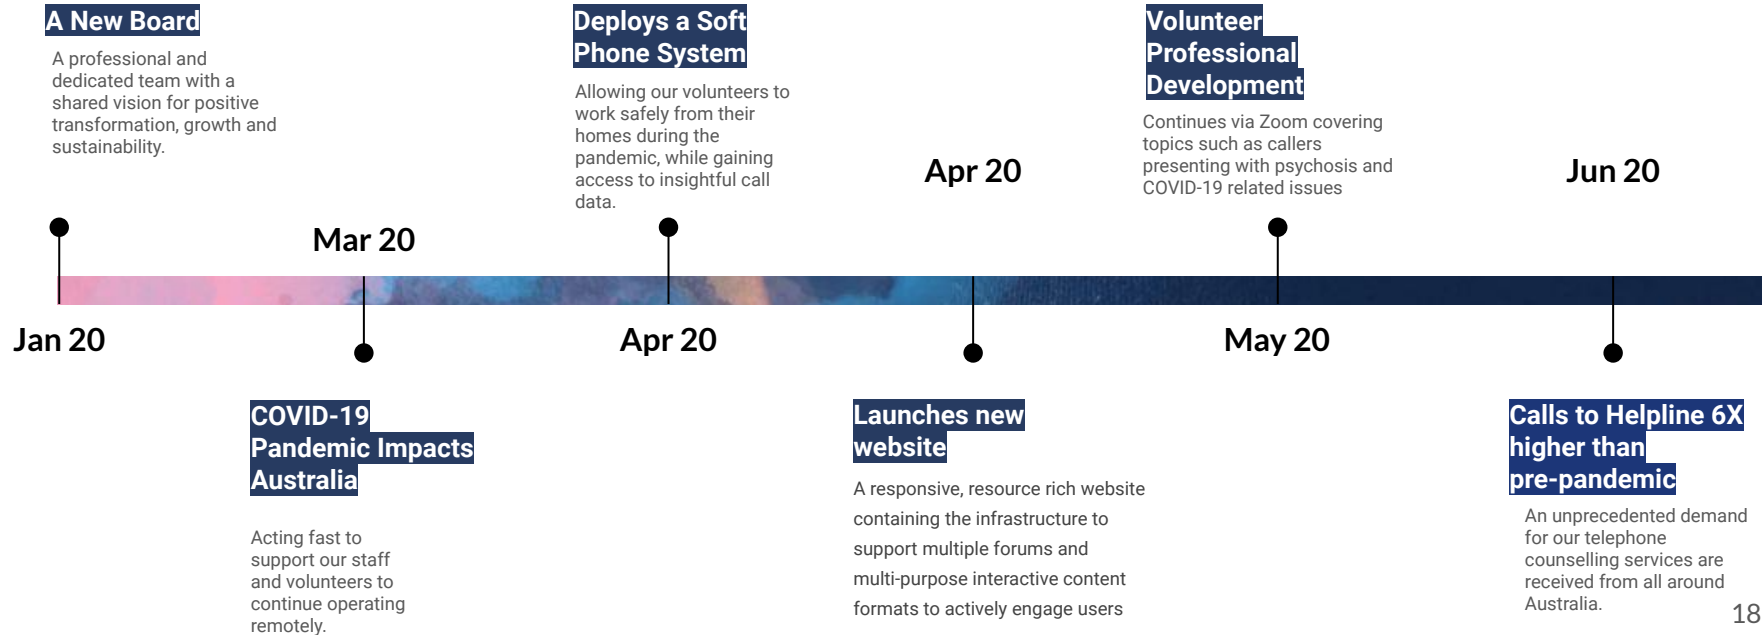 A New Board
A professional and
dedicated team with a
shared vision for positive
transformation, growth and
sustainability.
Jan 20
Mar 20
COVID-19
Pandemic Impacts
Australia
Acting fast to
support our staff
and volunteers to
continue operating
remotely.
Deploys a Soft
Phone System
Allowing our volunteers to
work safely from their
homes during the
pandemic, while gaining
access to insightful call
data.
Apr 20
Apr 20
Launches new
website
A responsive, resource rich website
containing the infrastructure to
support multiple forums and
multi-purpose interactive content
formats to actively engage users
Volunteer
Professional
Development
Continues via Zoom covering
topics such as callers
presenting with psychosis and
COVID-19 related issues
May 20
Jun 20
Calls to Helpline 6X
higher than
pre-pandemic
An unprecedented demand
for our telephone
counselling services are
received from all around
Australia.
18